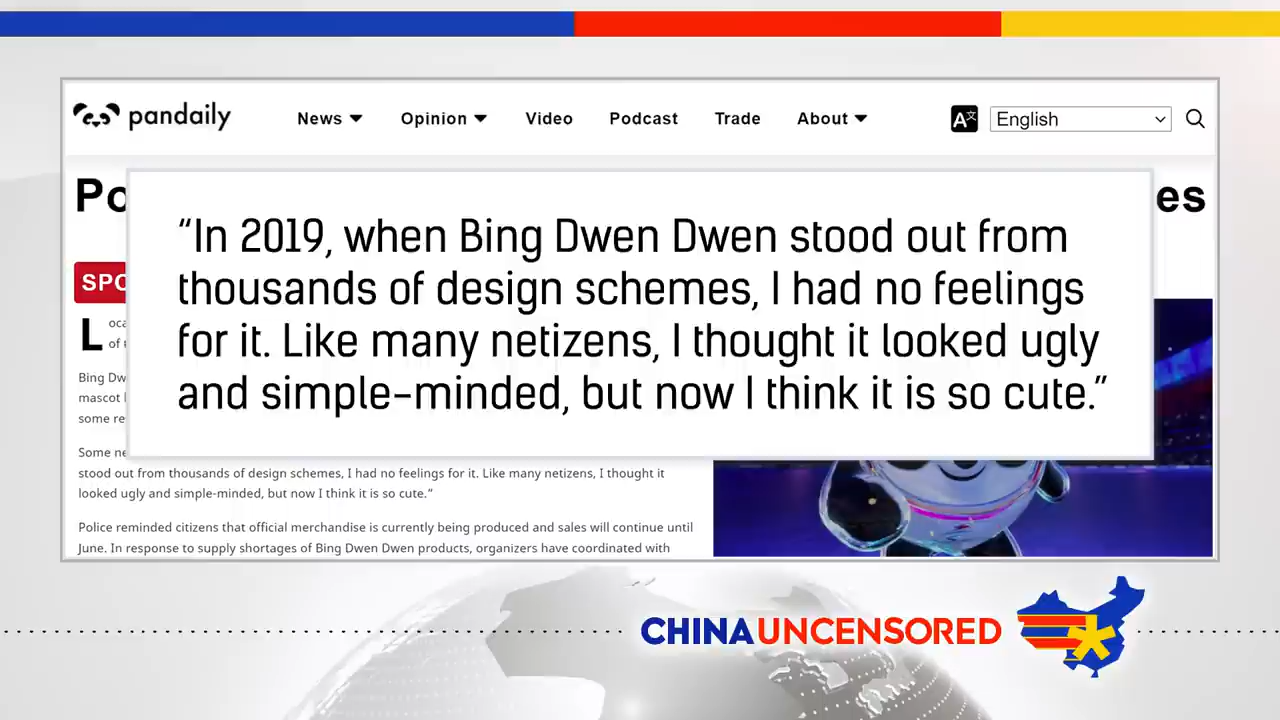 pandaily
News
Opinion
Video
Podcast
Trade
About
A文
English
Po
es
“In 2019, when Bing Dwen Dwen stood out from
thousands of design schemes, I had no feelings
for it. Like many netizens, I thought it looked ugly
and simple-minded, but now I think it is so cute.”
SPO
Loca
of t
Bing Dw
mascot
some re
Some ne
stood out from thousands of design schemes, I had no feelings for it. Like many netizens, I thought it
looked ugly and simple-minded, but now I think it is so cute.”
Police reminded citizens that official merchandise is currently being produced and sales will continue until
June. In response to supply shortages of Bing Dwen Dwen products, organizers have coordinated with
CHINA UNCENSORED